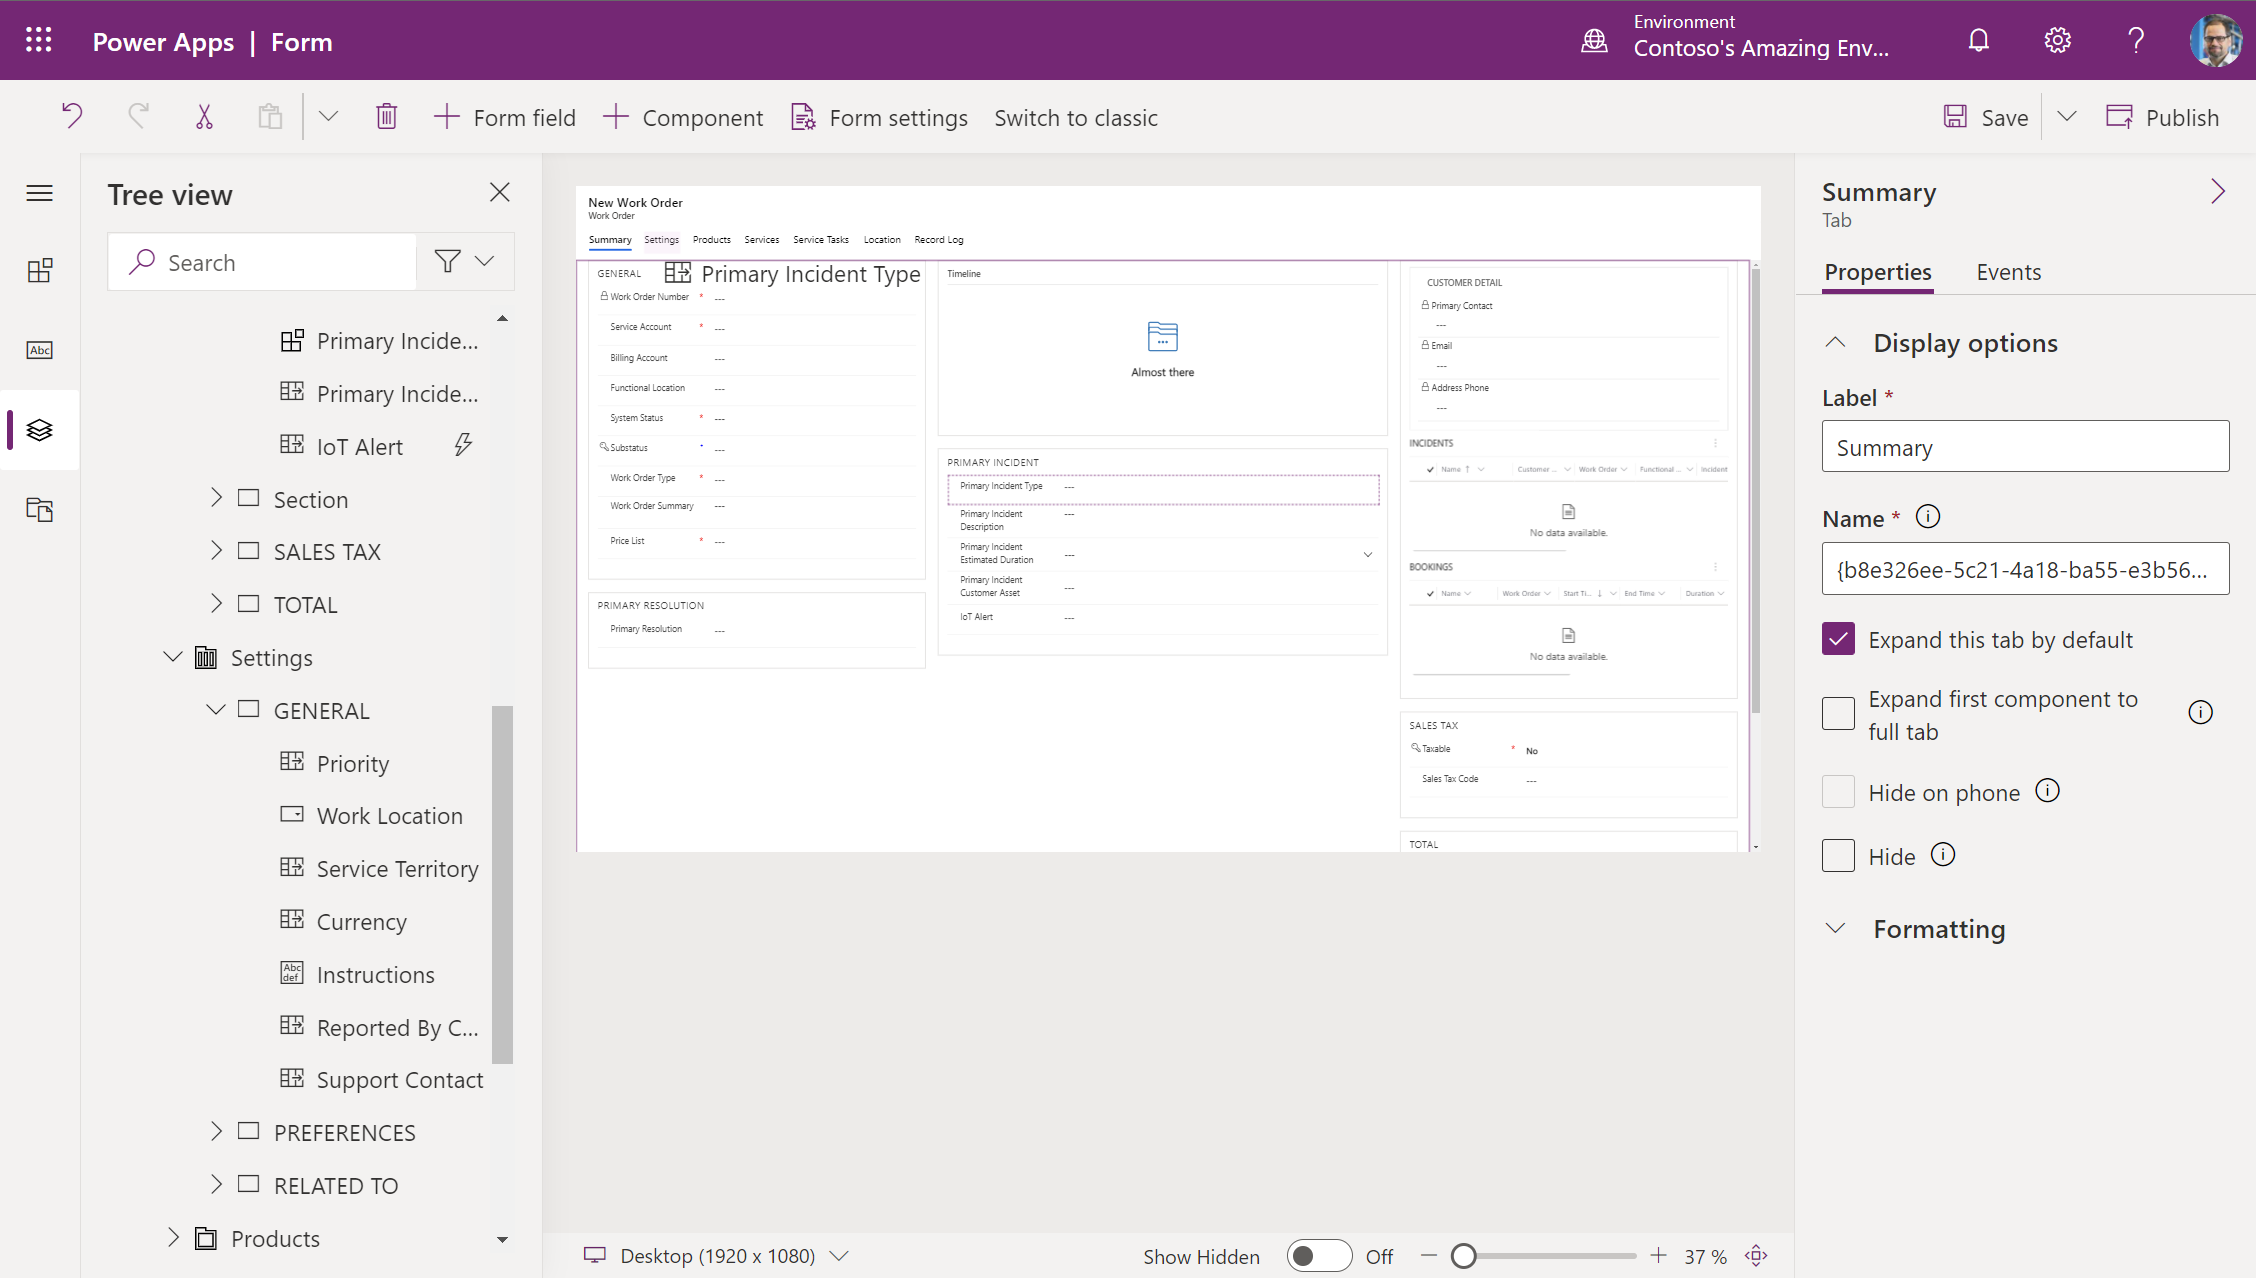 Power Apps | Form
Environment
Contoso's Amazing Env...
Form field
Component
Form settings
Switch to classic
Save
Publish
Tree view
Search
Primary Incide...
Primary Incide...
IoT Alert
Section
SALES TAX
TOTAL
Settings
GENERAL
Priority
Work Location
Service Territory
Currency
Abc
def
Instructions
Reported By C...
Support Contact
PREFERENCES
RELATED TO
Products
Abc
New Work Order
Work Order
Summary Settings Products Services Service Tasks Location Record Log
GENERAL
Primary Incident Type
Work Order Number * ---
Service Account * ---
Billing Account ---
Functional Location ---
System Status * ---
Substatus * ---
Work Order Type * ---
Work Order Summary ---
Price List * ---
PRIMARY RESOLUTION
Primary Resolution ---
Timeline
Almost there
PRIMARY INCIDENT
Primary Incident Type ---
Primary Incident Description ---
Primary Incident Estimated Duration ---
Primary Incident Customer Asset ---
IoT Alert ---
CUSTOMER DETAIL
Primary Contact
---
Email
---
Address Phone
---
INCIDENTS
Name Customer ... Work Order Functional ... Incident
No data available.
BOOKINGS
Name Work Order Start Ti... End Time Duration
No data available.
SALES TAX
Taxable * No
Sales Tax Code ---
TOTAL
Desktop (1920 x 1080)
Show Hidden
Off
37 %
Summary
Tab
Properties
Events
Display options
Label *
Summary
Name *
{b8e326ee-5c21-4a18-ba55-e3b56...
Expand this tab by default
Expand first component to
full tab
Hide on phone
Hide
Formatting